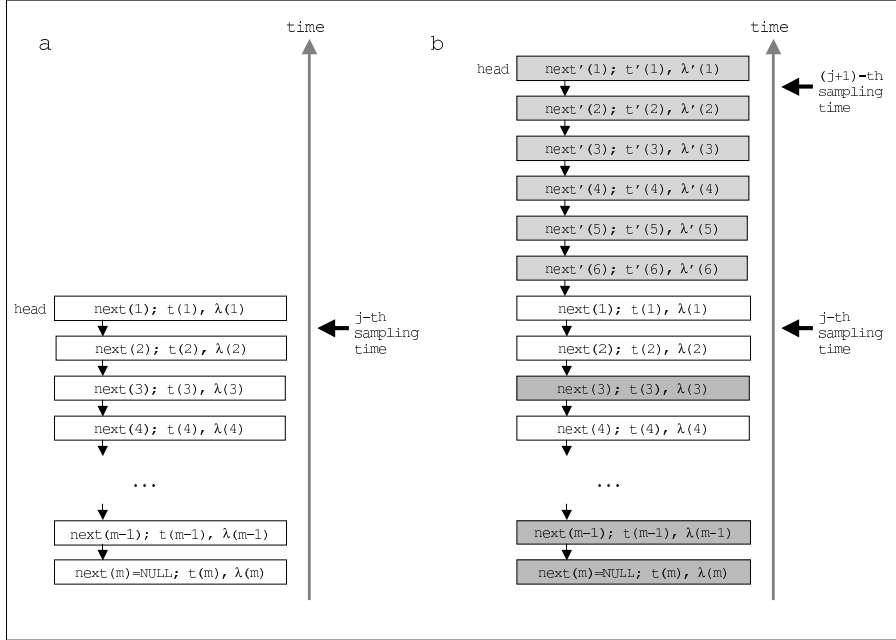 a
time
head
next(1); t(1), λ(1)
next(2); t(2), λ(2)
next(3); t(3), λ(3)
next(4); t(4), λ(4)
...
next(m-1); t(m-1), λ(m-1)
next(m)=NULL; t(m), λ(m)
j-th
sampling
time
b
time
head
next’(1); t’(1), λ’(1)
next’(2); t’(2), λ’(2)
next’(3); t’(3), λ’(3)
next’(4); t’(4), λ’(4)
next’(5); t’(5), λ’(5)
next’(6); t’(6), λ’(6)
next(1); t(1), λ(1)
next(2); t(2), λ(2)
next(3); t(3), λ(3)
next(4); t(4), λ(4)
...
next(m-1); t(m-1), λ(m-1)
next(m)=NULL; t(m), λ(m)
(j+1)-th
sampling
time
j-th
sampling
time